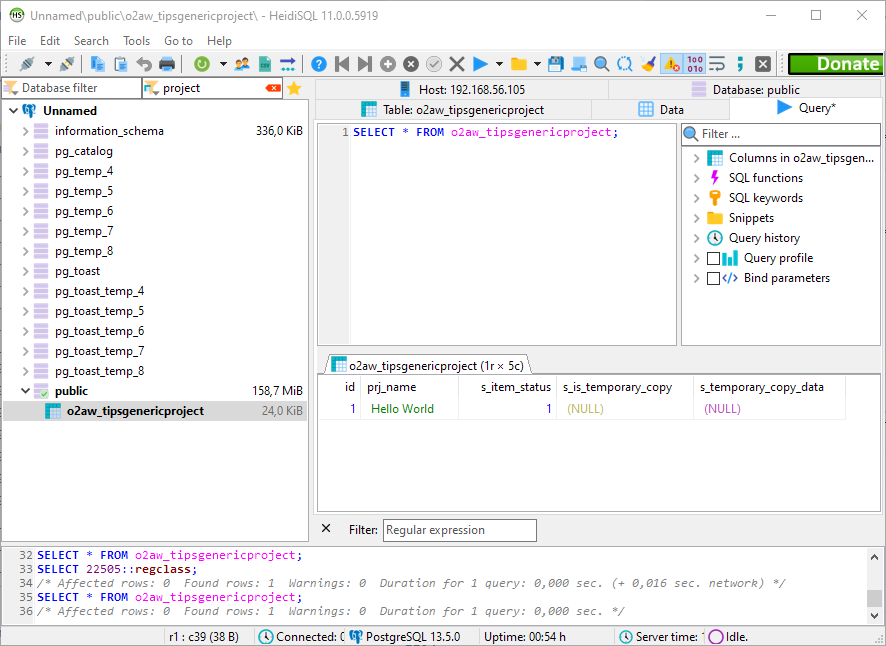 Unnamed\public\o2aw_tipsgenericproject\ - HeidiSQL 11.0.0.5919
File Edit Search Tools Go to Help
Donate
Database filter
project
Unnamed
information_schema 336,0 KiB
pg_catalog
pg_temp_4
pg_temp_5
pg_temp_6
pg_temp_7
pg_temp_8
pg_toast
pg_toast_temp_4
pg_toast_temp_5
pg_toast_temp_6
pg_toast_temp_7
pg_toast_temp_8
public 158,7 MiB
o2aw_tipsgenericproject 24,0 KiB
Host: 192.168.56.105 Database: public
Table: o2aw_tipsgenericproject Data Query*
1 SELECT * FROM o2aw_tipsgenericproject;
Filter ...
Columns in o2aw_tipsgen...
SQL functions
SQL keywords
Snippets
Query history
Query profile
Bind parameters
o2aw_tipsgenericproject (1r × 5c)
id prj_name s_item_status s_is_temporary_copy s_temporary_copy_data
1 Hello World 1 (NULL) (NULL)
Filter: Regular expression
32 SELECT * FROM o2aw_tipsgenericproject;
33 SELECT 22505::regclass;
34 /* Affected rows: 0 Found rows: 1 Warnings: 0 Duration for 1 query: 0,000 sec. (+ 0,016 sec. network) */
35 SELECT * FROM o2aw_tipsgenericproject;
36 /* Affected rows: 0 Found rows: 1 Warnings: 0 Duration for 1 query: 0,000 sec. */
r1 : c39 (38 B) Connected: PostgreSQL 13.5.0 Uptime: 00:54 h Server time: Idle.